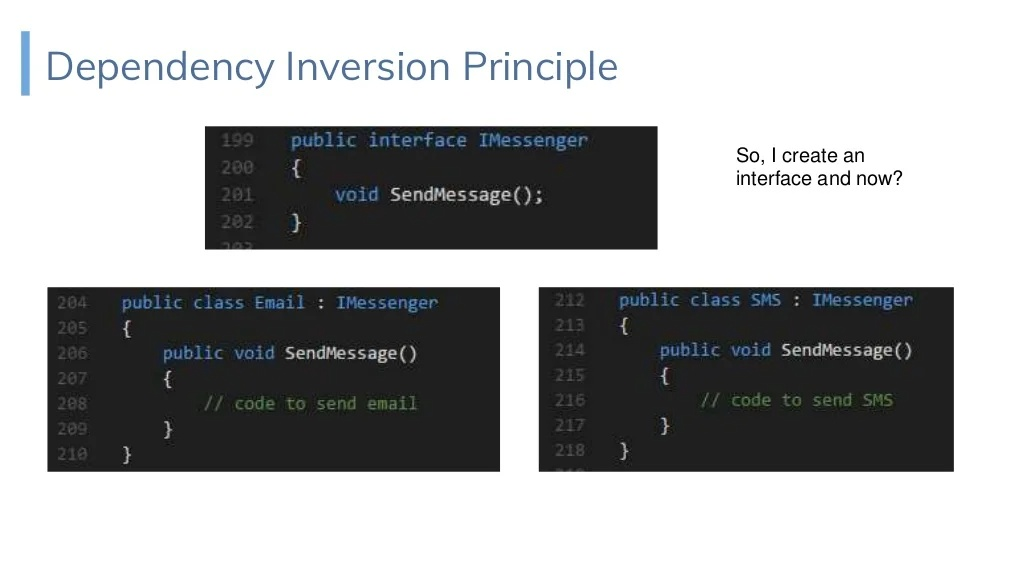 Dependency Inversion Principle
199 public interface IMessenger
200 {
201 void SendMessage();
202 }
203
So, I create an
interface and now?
204 public class Email : IMessenger
205 {
206 public void SendMessage()
207 {
208 // code to send email
209 }
210 }
212 public class SMS : IMessenger
213 {
214 public void SendMessage()
215 {
216 // code to send SMS
217 }
218 }